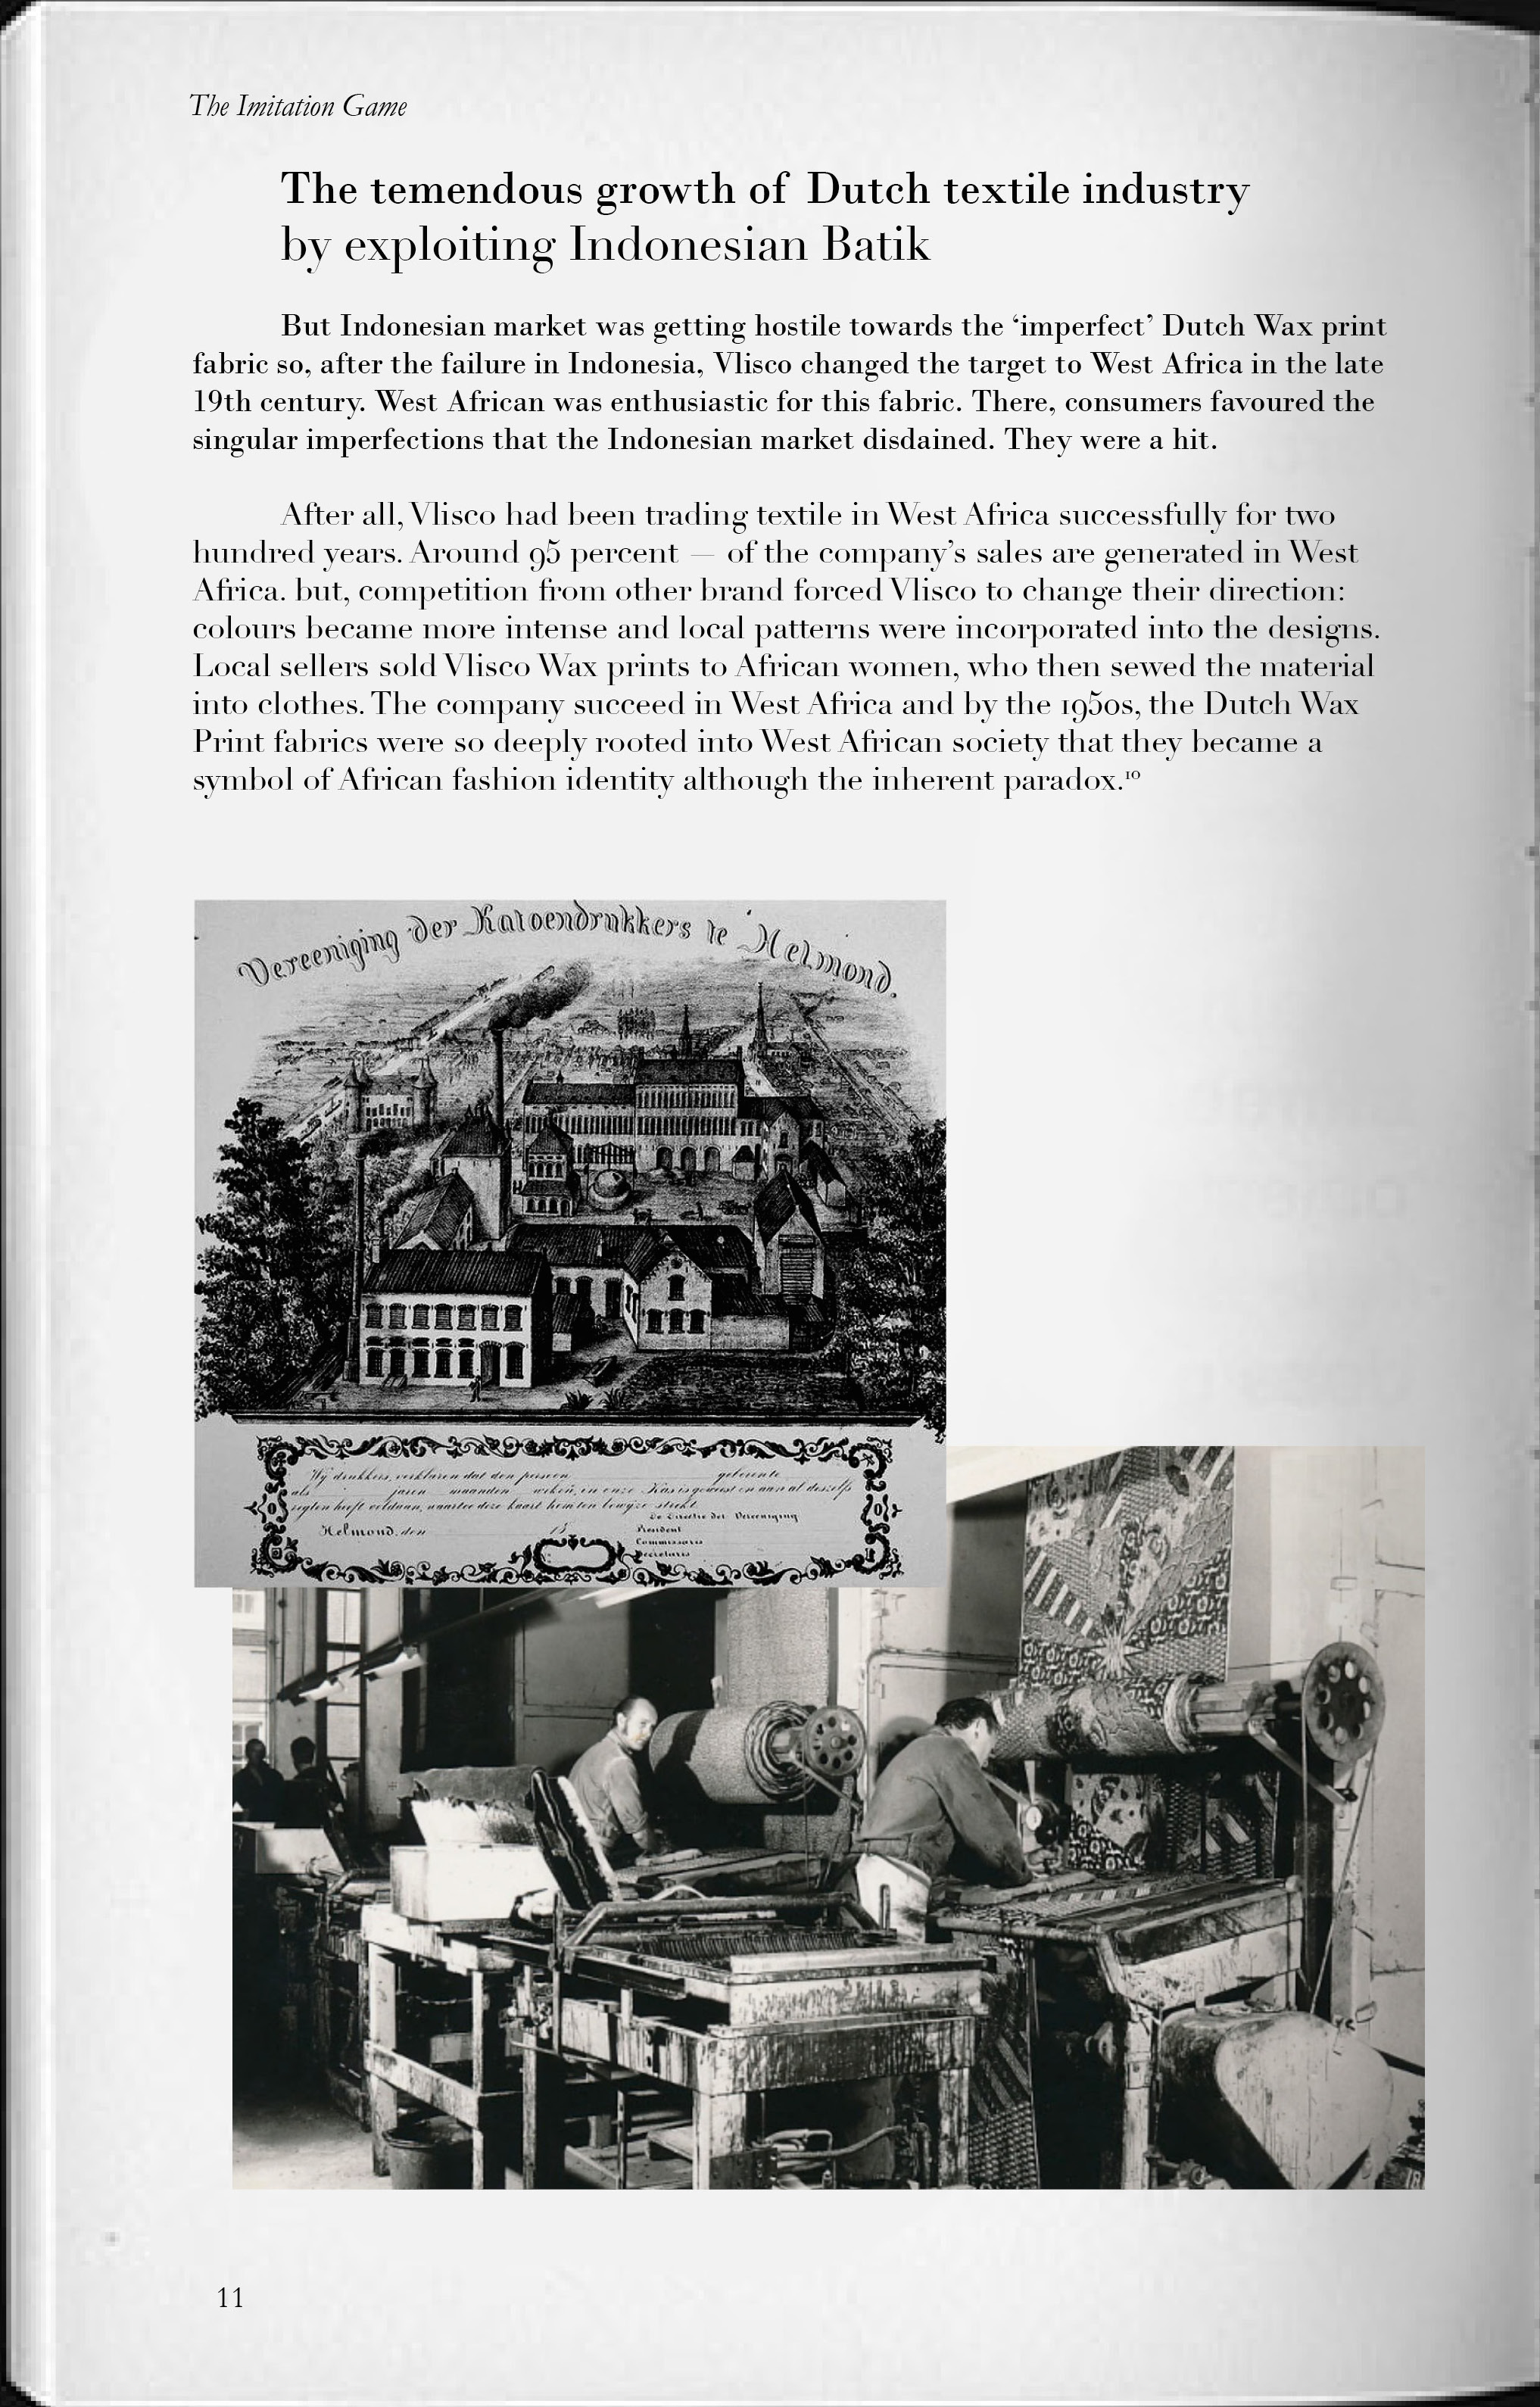 The Imitation Game
The temendous growth of Dutch textile industry
by exploiting Indonesian Batik
But Indonesian market was getting hostile towards the ‘imperfect’ Dutch Wax print
fabric so, after the failure in Indonesia, Vlisco changed the target to West Africa in the late
19th century. West African was enthusiastic for this fabric. There, consumers favoured the
singular imperfections that the Indonesian market disdained. They were a hit.
After all, Vlisco had been trading textile in West Africa successfully for two
hundred years. Around 95 percent — of the company’s sales are generated in West
Africa. but, competition from other brand forced Vlisco to change their direction:
colours became more intense and local patterns were incorporated into the designs.
Local sellers sold Vlisco Wax prints to African women, who then sewed the material
into clothes. The company succeed in West Africa and by the 1950s, the Dutch Wax
Print fabrics were so deeply rooted into West African society that they became a
symbol of African fashion identity although the inherent paradox.10
Vereeniging der Katoendrukkers te Helmond.
Wij drukkers, verklaren dat den persoon geboorte
als jaren maanden weken, in onze Kas is geweest en aan al deszelfs
regten heeft voldaan, waartoe deze kaart hem ten bewyze strekt.
De Directie der Vereeniging
Helmond, den 18
President
Commissaris
Secretaris
11